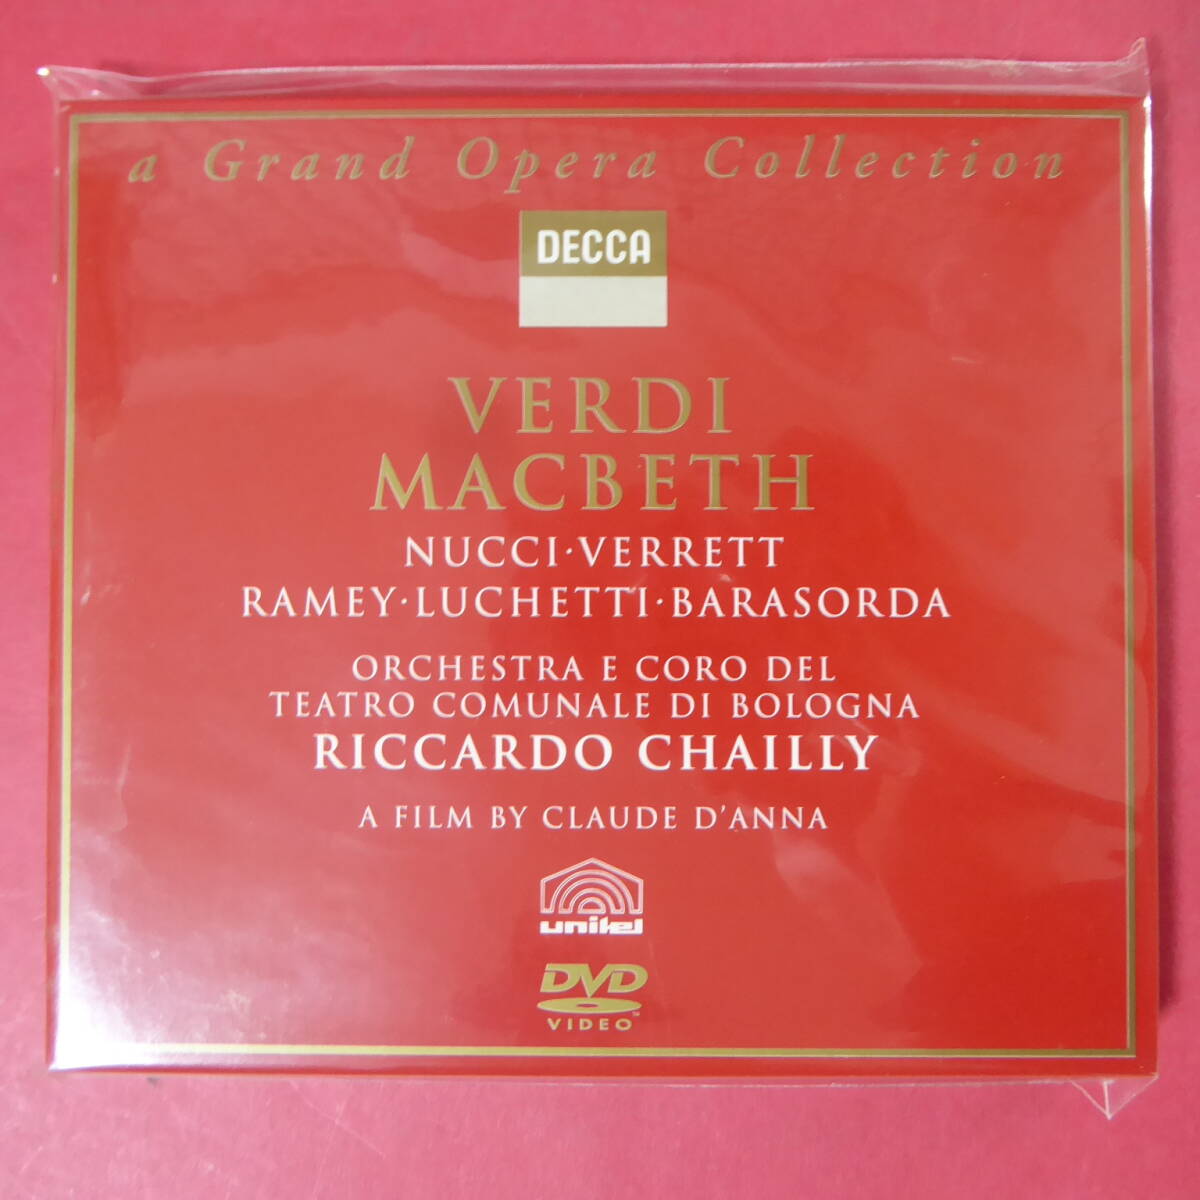 a Grand Opera Collection
DECCA
VERDI
MACBETH
NUCCI·VERRETT
RAMEY·LUCHETTI·BARASORDA
ORCHESTRA E CORO DEL
TEATRO COMUNALE DI BOLOGNA
RICCARDO CHAILLY
A FILM BY CLAUDE D'ANNA
unitel
DVD
VIDEO™